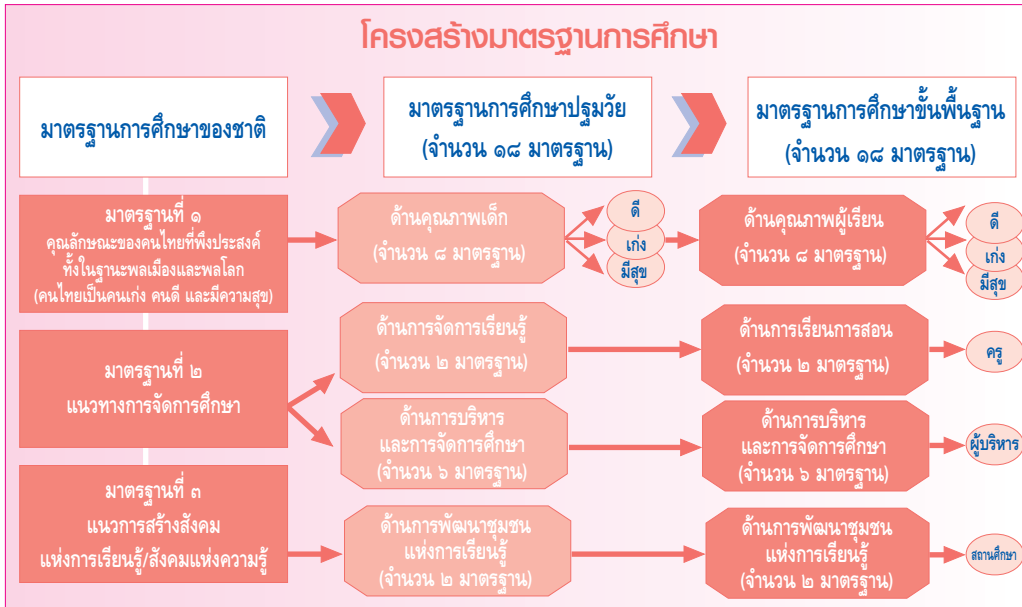 โครงสร้างมาตรฐานการศึกษา
มาตรฐานการศึกษาของชาติ
มาตรฐานการศึกษาปฐมวัย
(จำนวน ๑๘ มาตรฐาน)
มาตรฐานการศึกษาขั้นพื้นฐาน
(จำนวน ๑๘ มาตรฐาน)
มาตรฐานที่ ๑
คุณลักษณะของคนไทยที่พึงประสงค์
ทั้งในฐานะพลเมืองและพลโลก
(คนไทยเป็นคนเก่ง คนดี และมีความสุข)
ด้านคุณภาพเด็ก
(จำนวน ๘ มาตรฐาน)
ดี
เก่ง
มีสุข
ด้านคุณภาพผู้เรียน
(จำนวน ๘ มาตรฐาน)
ดี
เก่ง
มีสุข
มาตรฐานที่ ๒
แนวทางการจัดการศึกษา
ด้านการจัดการเรียนรู้
(จำนวน ๒ มาตรฐาน)
ด้านการเรียนการสอน
(จำนวน ๒ มาตรฐาน)
ครู
ด้านการบริหาร
และการจัดการศึกษา
(จำนวน ๖ มาตรฐาน)
ด้านการบริหาร
และการจัดการศึกษา
(จำนวน ๖ มาตรฐาน)
ผู้บริหาร
มาตรฐานที่ ๓
แนวการสร้างสังคม
แห่งการเรียนรู้/สังคมแห่งความรู้
ด้านการพัฒนาชุมชน
แห่งการเรียนรู้
(จำนวน ๒ มาตรฐาน)
ด้านการพัฒนาชุมชน
แห่งการเรียนรู้
(จำนวน ๒ มาตรฐาน)
สถานศึกษา